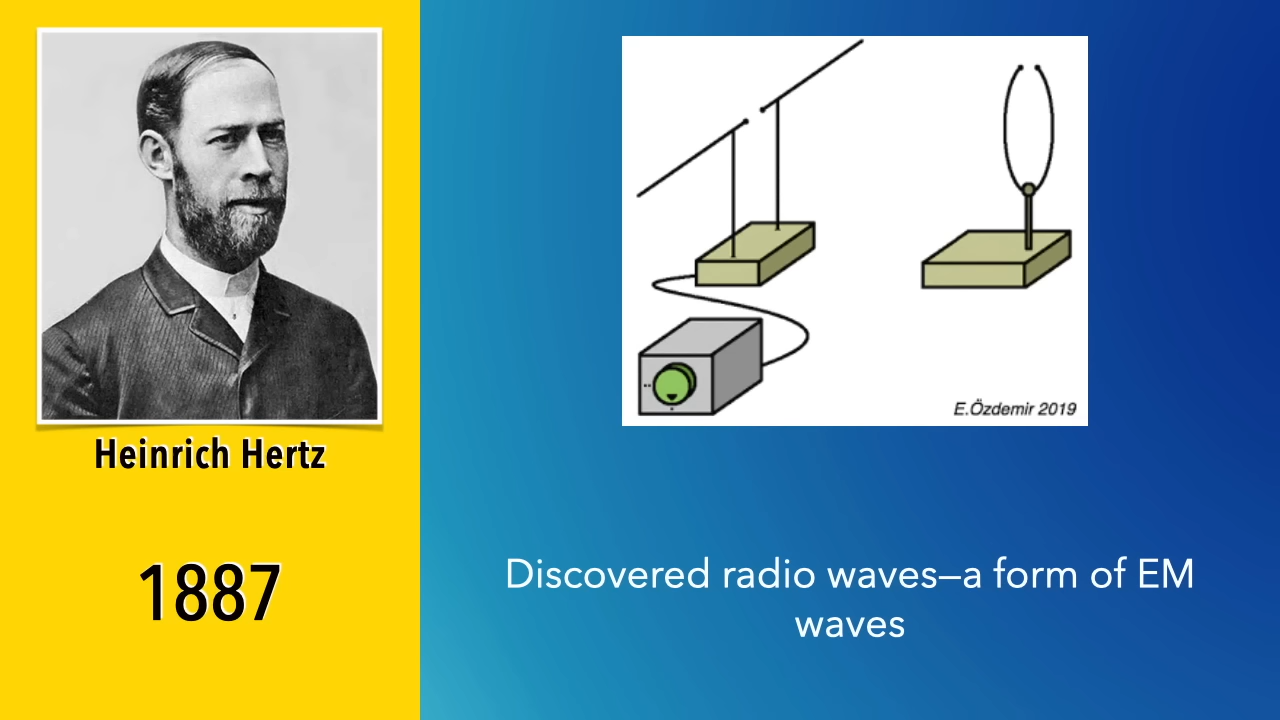 Heinrich Hertz
1887
E.Özdemir 2019
Discovered radio waves—a form of EM
waves